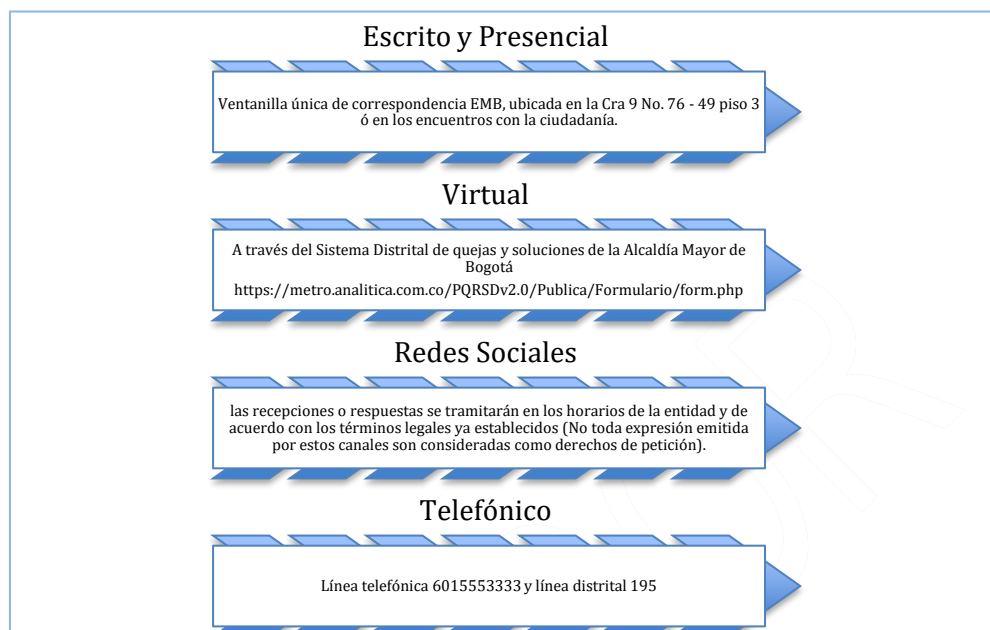 Escrito y Presencial
Ventanilla única de correspondencia EMB, ubicada en la Cra 9 No. 76 - 49 piso 3
ó en los encuentros con la ciudadanía.
Virtual
A través del Sistema Distrital de quejas y soluciones de la Alcaldía Mayor de
Bogotá
https://metro.analitica.com.co/PQRSDv2.0/Publica/Formulario/form.php
Redes Sociales
las recepciones o respuestas se tramitarán en los horarios de la entidad y de
acuerdo con los términos legales ya establecidos (No toda expresión emitida
por estos canales son consideradas como derechos de petición).
Telefónico
Línea telefónica 6015553333 y línea distrital 195